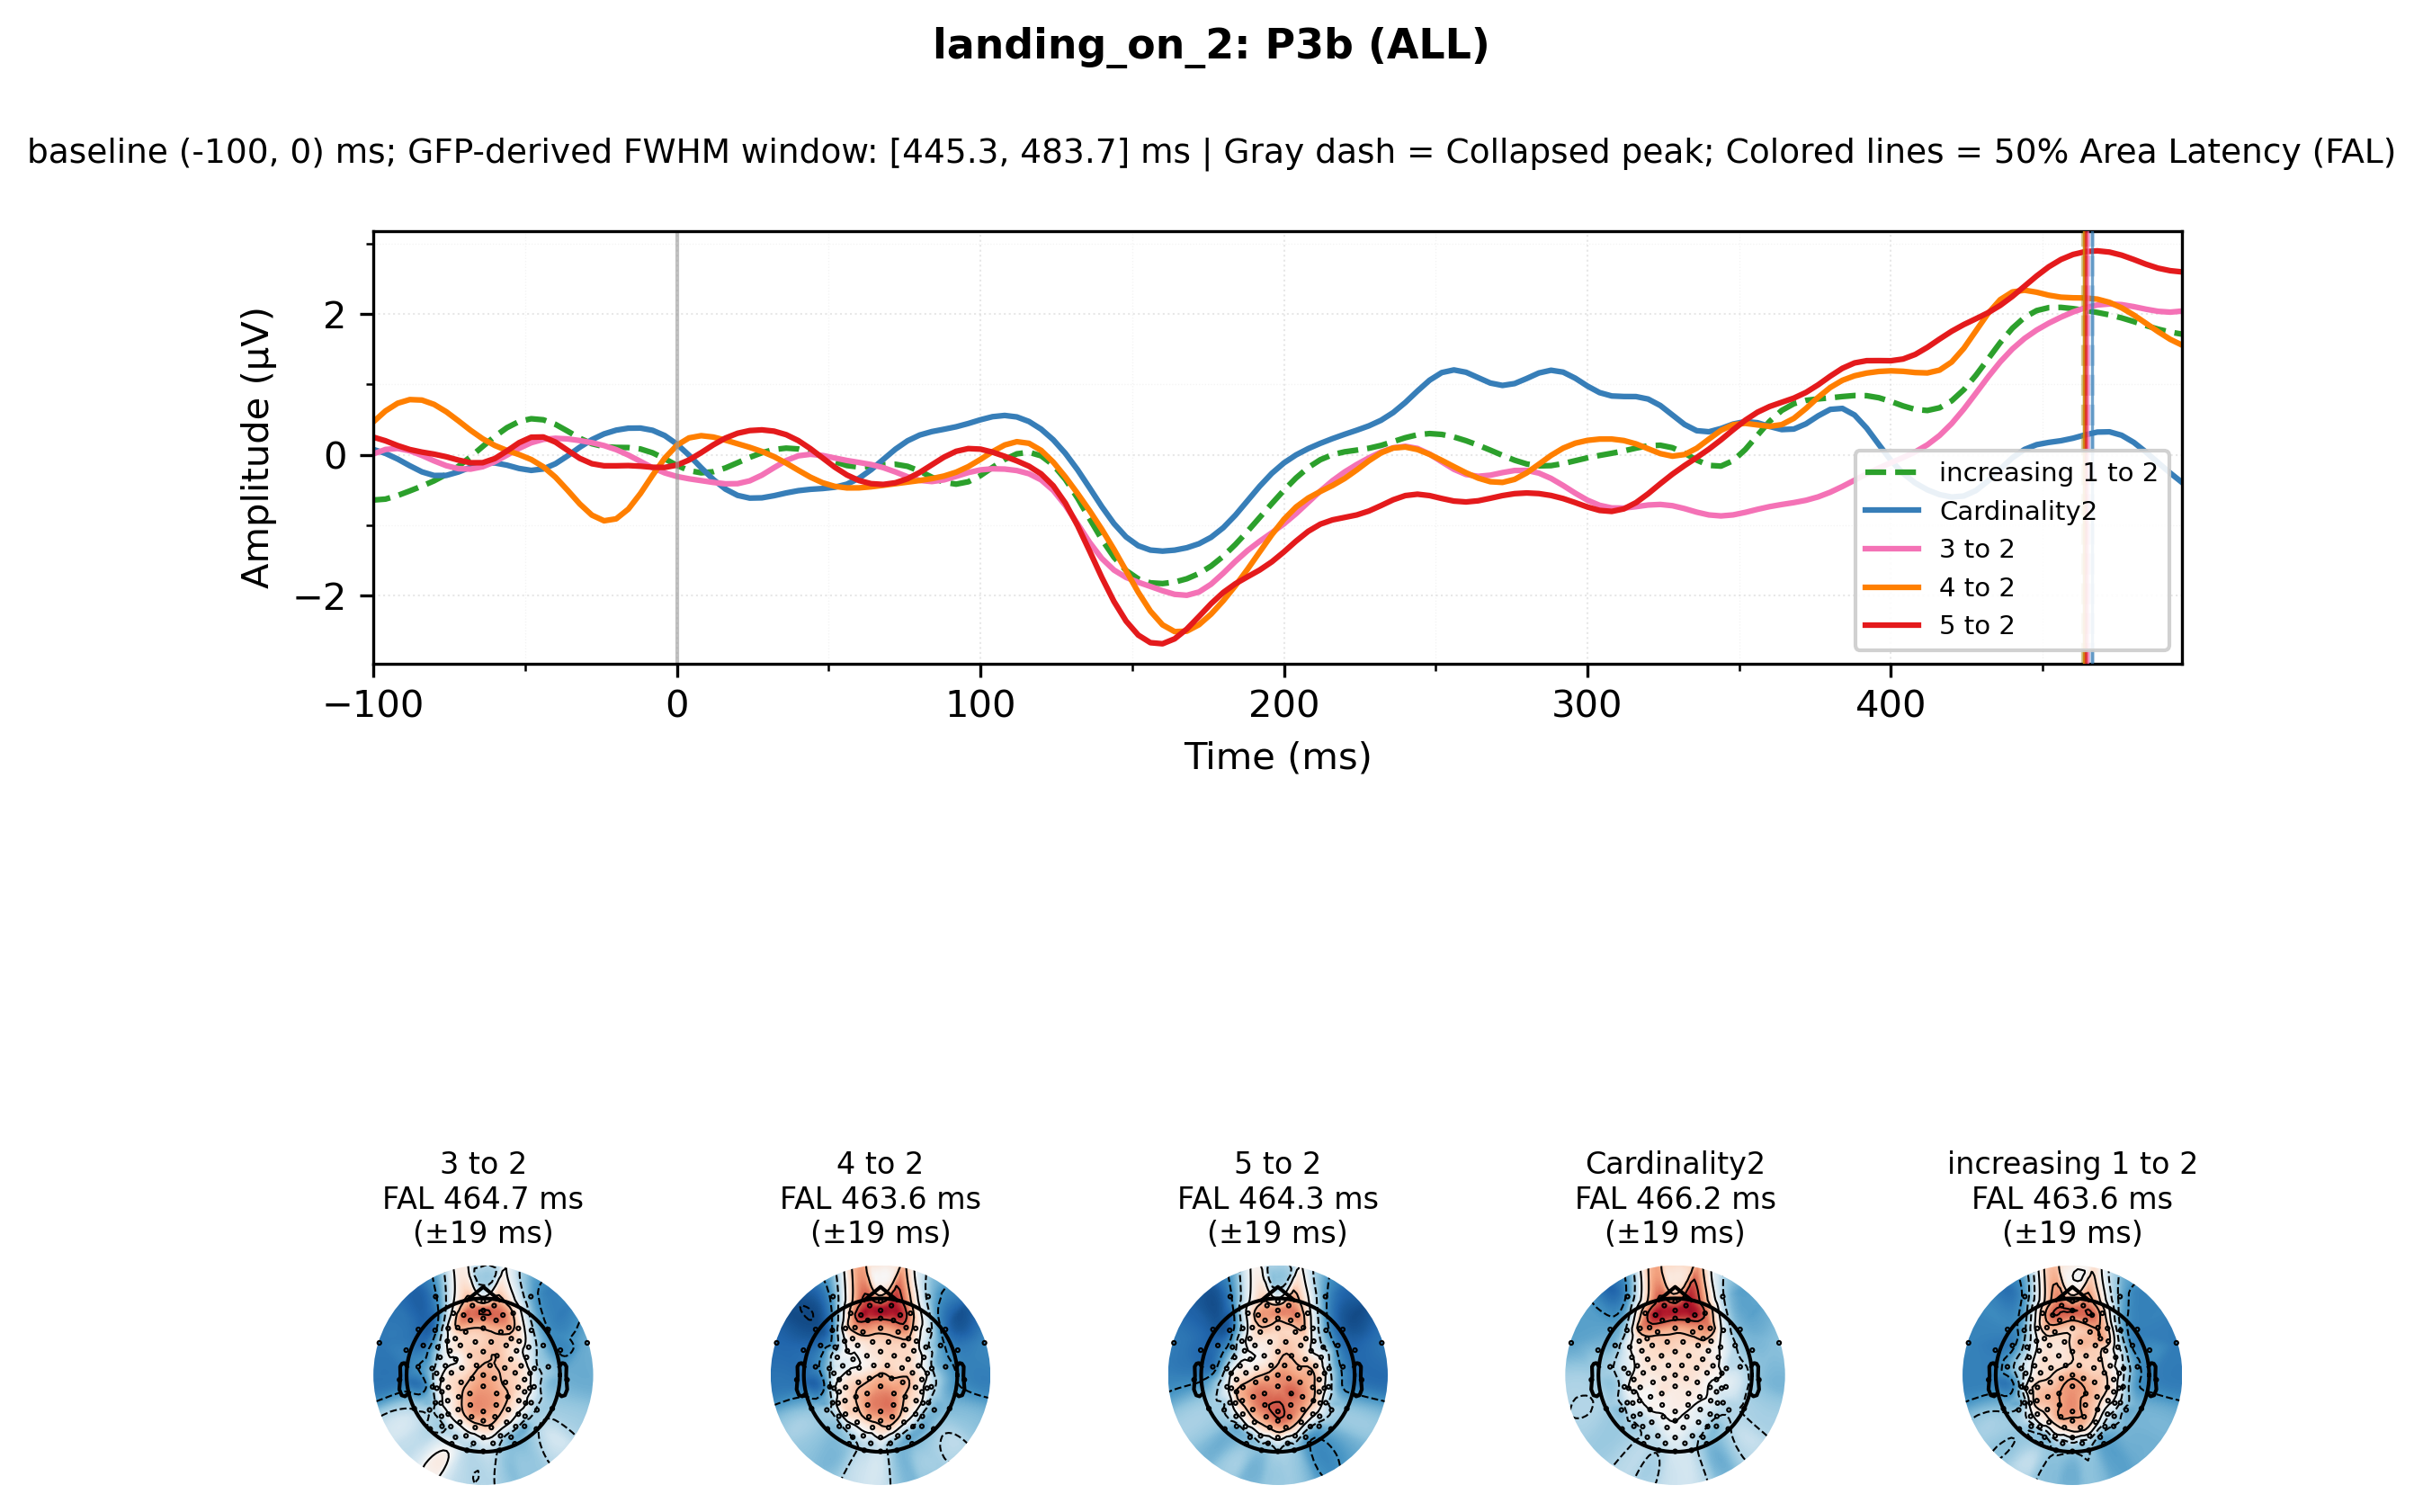 landing_on_2: P3b (ALL)
baseline (-100, 0) ms; GFP-derived FWHM window: [445.3, 483.7] ms | Gray dash = Collapsed peak; Colored lines = 50% Area Latency (FAL)
Amplitude (µV)
2
0
−2
−100
0
100
200
300
400
Time (ms)
increasing 1 to 2
Cardinality2
3 to 2
4 to 2
5 to 2
3 to 2
FAL 464.7 ms
(±19 ms)
4 to 2
FAL 463.6 ms
(±19 ms)
5 to 2
FAL 464.3 ms
(±19 ms)
Cardinality2
FAL 466.2 ms
(±19 ms)
increasing 1 to 2
FAL 463.6 ms
(±19 ms)